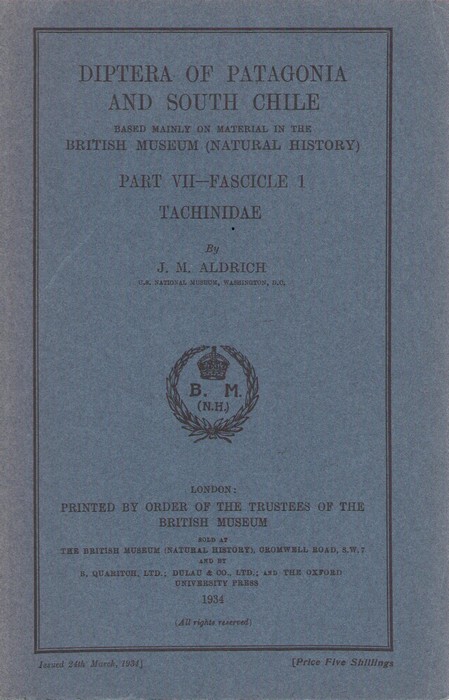 DIPTERA OF PATAGONIA
AND SOUTH CHILE
BASED MAINLY ON MATERIAL IN THE
BRITISH MUSEUM (NATURAL HISTORY)
PART VII—FASCICLE 1
TACHINIDAE
By
J. M. ALDRICH
U.S. NATIONAL MUSEUM, WASHINGTON, D.C.
B. M.
(N.H.)
LONDON:
PRINTED BY ORDER OF THE TRUSTEES OF THE
BRITISH MUSEUM
SOLD AT
THE BRITISH MUSEUM (NATURAL HISTORY), CROMWELL ROAD, S.W. 7
AND BY
B. QUARITCH, LTD.; DULAU & CO., LTD.; AND THE OXFORD
UNIVERSITY PRESS
1934
(All rights reserved)
Issued 24th March, 1934]
[Price Five Shillings